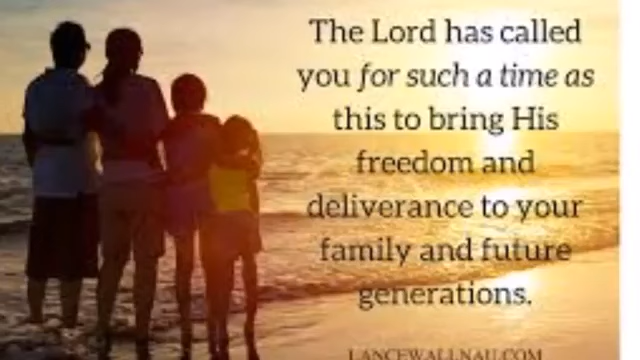 The Lord has called
you for such a time as
this to bring His
freedom and
deliverance to your
family and future
generations.
LANCEWALLNAU.COM